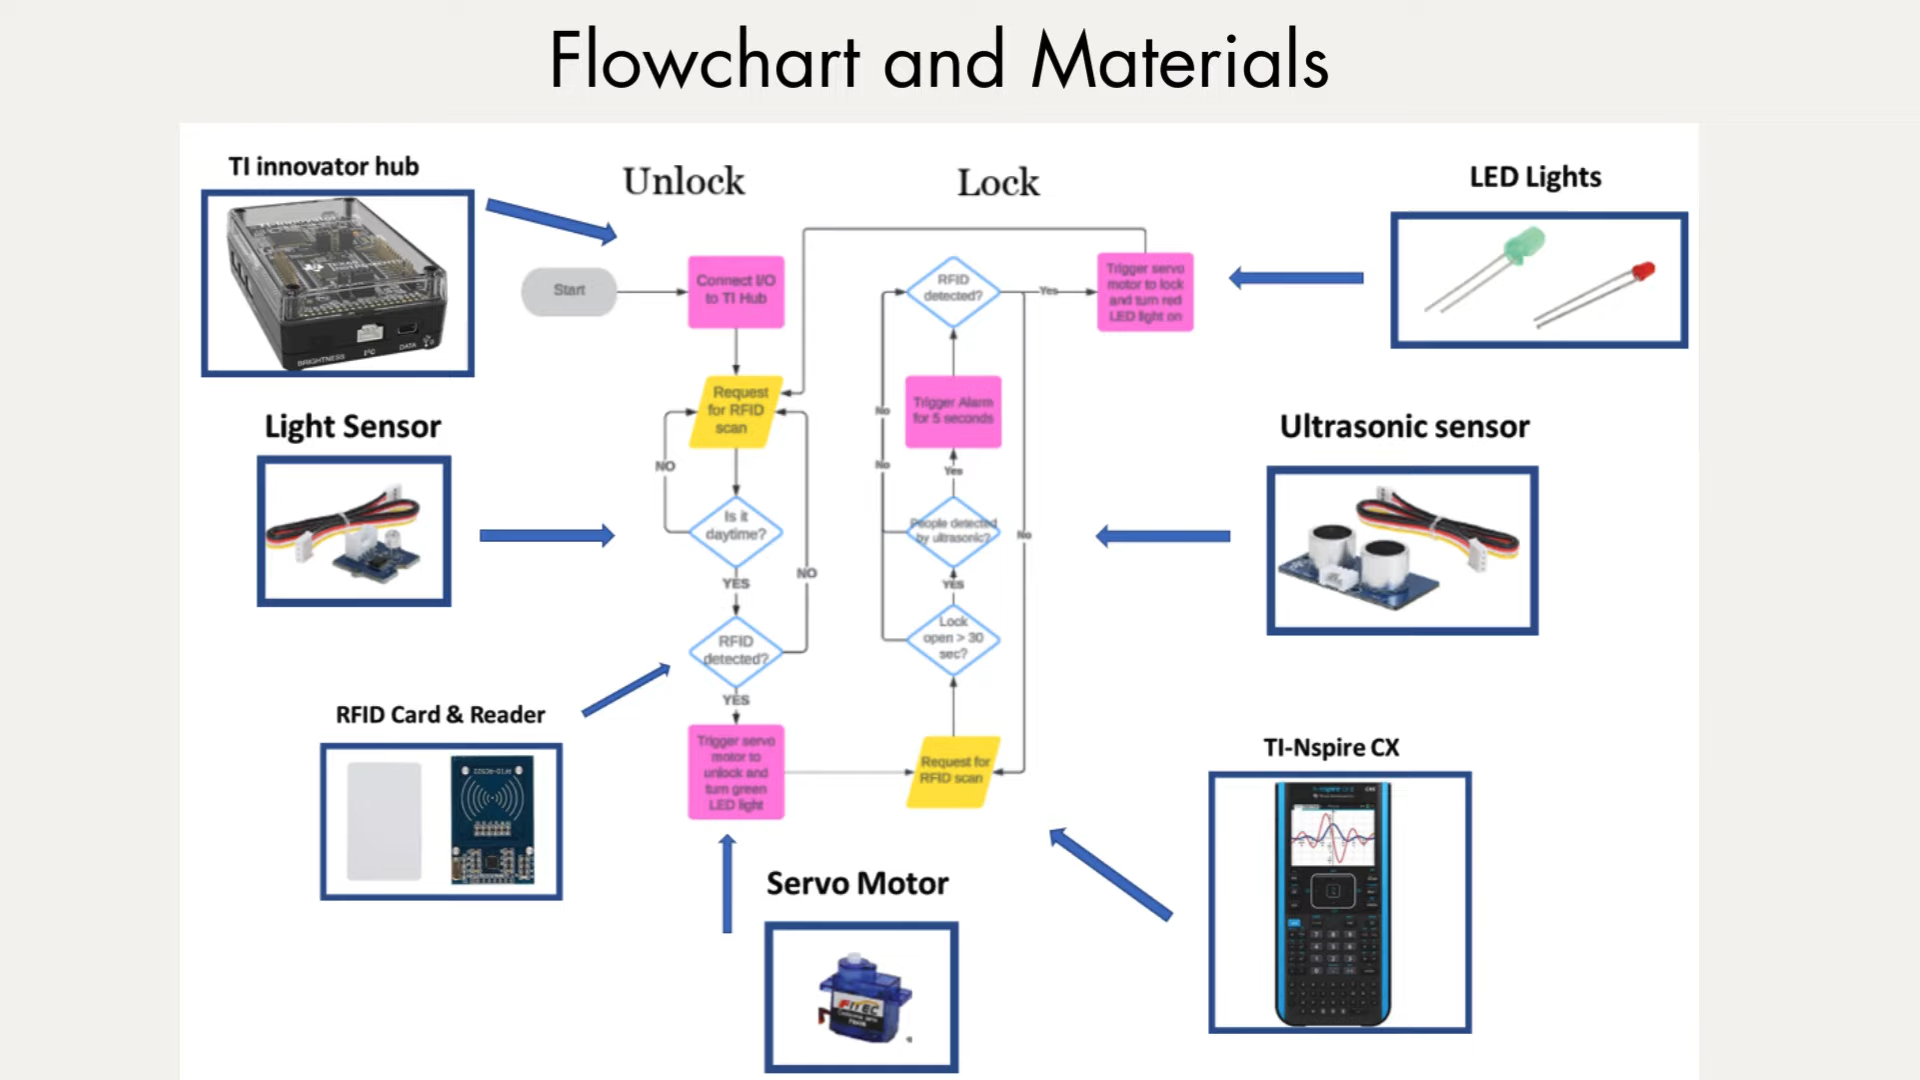 Flowchart and Materials
TI innovator hub
BRIGHTNESS
I²C
DATA
Light Sensor
RFID Card & Reader
Unlock
Start
Connect I/O
to TI Hub
Request
for RFID
scan
NO
Is it
daytime?
YES
NO
RFID
detected?
YES
Trigger servo
motor to
unlock and
turn green
LED light
Servo Motor
FITEC
Lock
RFID
detected?
Yes
Trigger servo
motor to lock
and turn red
LED light on
No
Trigger Alarm
for 5 seconds
No
Yes
People detected
by ultrasonic?
No
YES
Lock
open > 30
sec?
Request for
RFID scan
LED Lights
Ultrasonic sensor
TI-Nspire CX